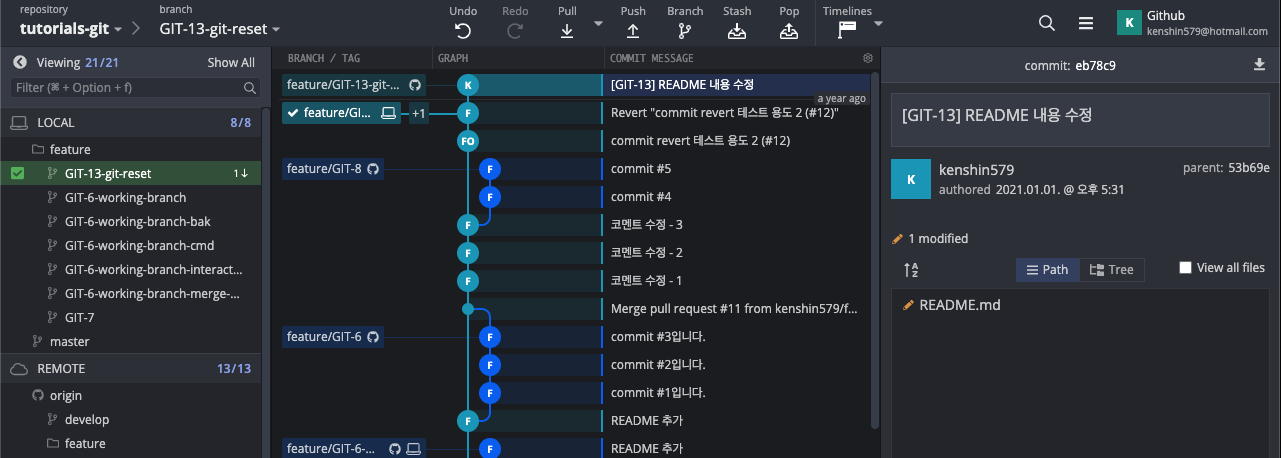 repository
tutorials-git
branch
GIT-13-git-reset
Undo
Redo
Pull
Push
Branch
Stash
Pop
Timelines
K
Github
kenshin579@hotmail.com
Viewing 21/21
Show All
Filter (⌘ + Option + f)
LOCAL 8/8
feature
GIT-13-git-reset 1↓
GIT-6-working-branch
GIT-6-working-branch-bak
GIT-6-working-branch-cmd
GIT-6-working-branch-interact...
GIT-6-working-branch-merge-...
GIT-7
master
REMOTE 13/13
origin
develop
feature
BRANCH / TAG GRAPH COMMIT MESSAGE
feature/GIT-13-git-... K [GIT-13] README 내용 수정
a year ago
feature/GI... +1 F Revert "commit revert 테스트 용도 2 (#12)"
FO commit revert 테스트 용도 2 (#12)
feature/GIT-8 F commit #5
F commit #4
F 코멘트 수정 - 3
F 코멘트 수정 - 2
F 코멘트 수정 - 1
Merge pull request #11 from kenshin579/f...
feature/GIT-6 F commit #3입니다.
F commit #2입니다.
F commit #1입니다.
F README 추가
feature/GIT-6-... F README 추가
commit: eb78c9
[GIT-13] README 내용 수정
K
kenshin579
authored 2021.01.01. @ 오후 5:31
parent: 53b69e
1 modified
A
Z
Path
Tree
View all files
README.md